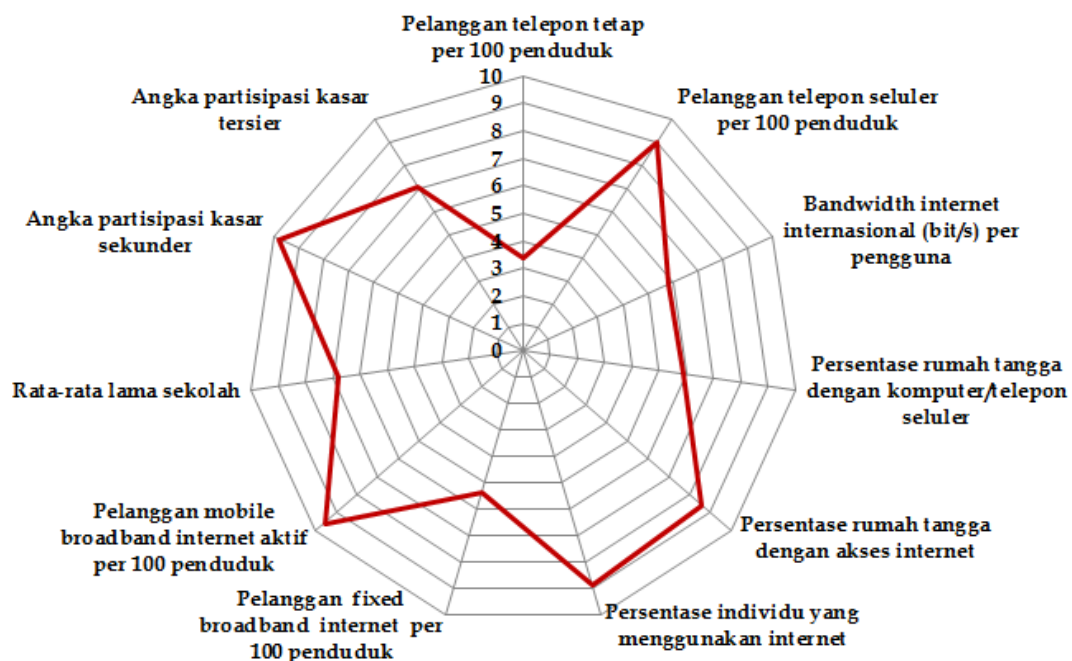 Pelanggan telepon tetap
per 100 penduduk
Pelanggan telepon seluler
per 100 penduduk
Bandwidth internet
internasional (bit/s) per
pengguna
Persentase rumah tangga
dengan komputer/telepon
seluler
Persentase rumah tangga
dengan akses internet
Persentase individu yang
menggunakan internet
Pelanggan fixed
broadband internet per
100 penduduk
Pelanggan mobile
broadband internet aktif
per 100 penduduk
Rata-rata lama sekolah
Angka partisipasi kasar
sekunder
Angka partisipasi kasar
tersier
10
9
8
7
6
5
4
3
2
1
0